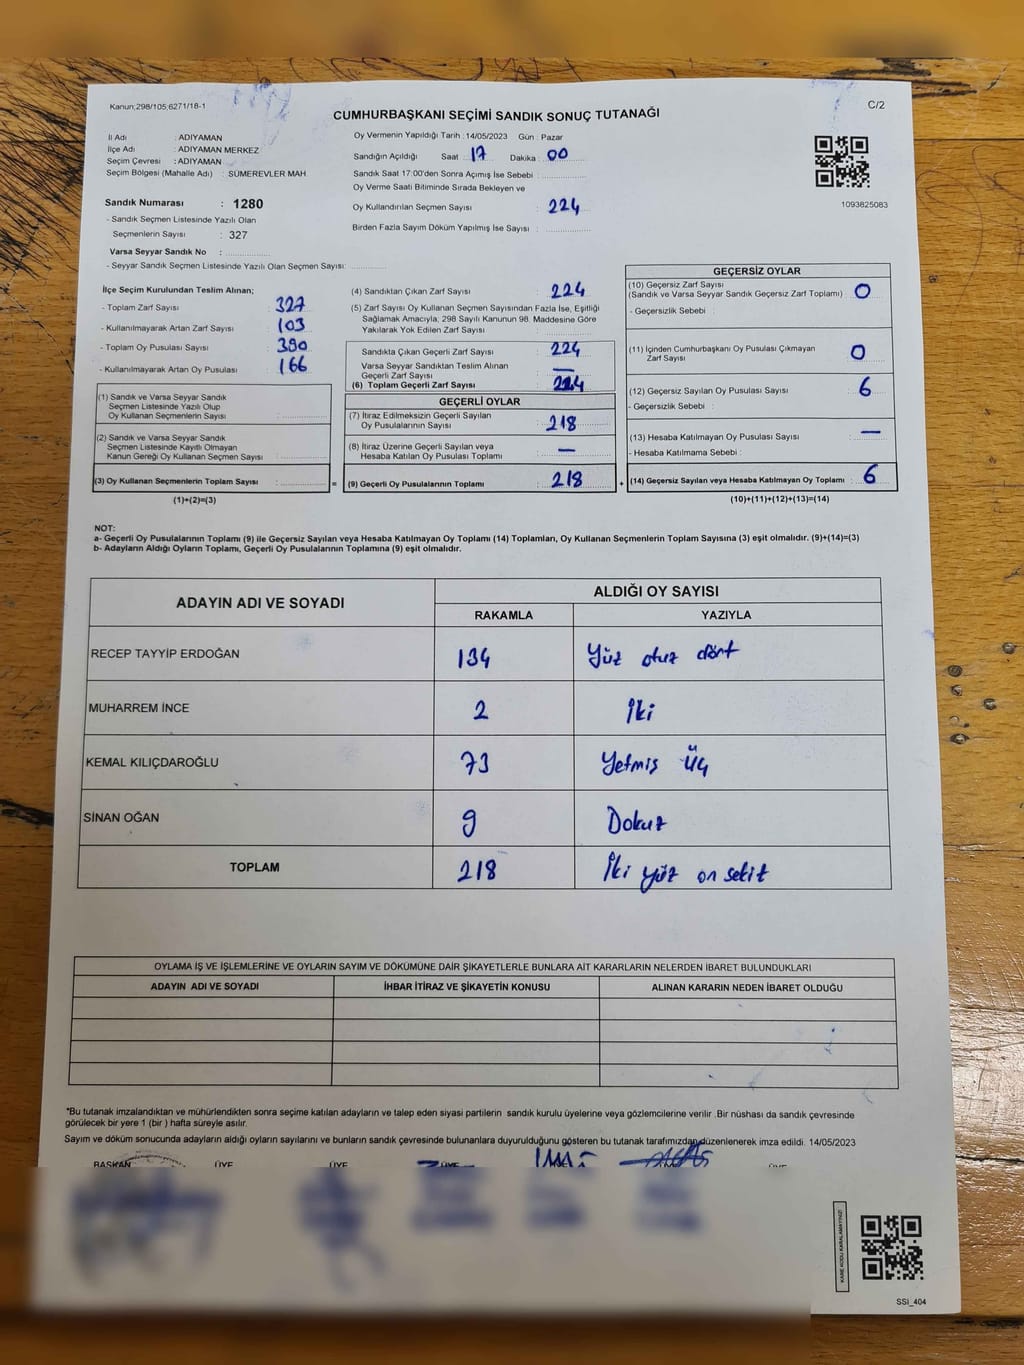 Kanun;298/105;6271/18-1
C/2
CUMHURBAŞKANI SEÇİMİ SANDIK SONUÇ TUTANAĞI
İl Adı : ADIYAMAN
İlçe Adı : ADIYAMAN MERKEZ
Seçim Çevresi : ADIYAMAN
Seçim Bölgesi (Mahalle Adı) : SÜMEREVLER MAH.
Sandık Numarası : 1280
- Sandık Seçmen Listesinde Yazılı Olan
Seçmenlerin Sayısı : 327
Varsa Seyyar Sandık No :
- Seyyar Sandık Seçmen Listesinde Yazılı Olan Seçmen Sayısı:
Oy Vermenin Yapıldığı Tarih : 14/05/2023 Gün : Pazar
Sandığın Açıldığı Saat : 17 Dakika : 00
Sandık Saat 17:00'den Sonra Açımış İse Sebebi :
Oy Verme Saati Bitiminde Sırada Bekleyen ve
Oy Kullandırılan Seçmen Sayısı : 224
Birden Fazla Sayım Döküm Yapılmış İse Sayısı :
1093825083
İlçe Seçim Kurulundan Teslim Alınan;
- Toplam Zarf Sayısı : 327
- Kullanılmayarak Artan Zarf Sayısı : 103
- Toplam Oy Pusulası Sayısı : 390
- Kullanılmayarak Artan Oy Pusulası : 166
(1) Sandık ve Varsa Seyyar Sandık
Seçmen Listesinde Yazılı Olup
Oy Kullanan Seçmenlerin Sayısı :
(2) Sandık ve Varsa Seyyar Sandık
Seçmen Listesinde Kayıtlı Olmayan
Kanun Gereği Oy Kullanan Seçmen Sayısı :
(3) Oy Kullanan Seçmenlerin Toplam Sayısı :
(1)+(2)=(3)
(4) Sandıktan Çıkan Zarf Sayısı : 224
(5) Zarf Sayısı Oy Kullanan Seçmen Sayısından Fazla İse, Eşitliği
Sağlamak Amacıyla; 298 Sayılı Kanunun 98. Maddesine Göre
Yakılarak Yok Edilen Zarf Sayısı :
Sandıkta Çıkan Geçerli Zarf Sayısı : 224
Varsa Seyyar Sandıktan Teslim Alınan
Geçerli Zarf Sayısı : —
(6) Toplam Geçerli Zarf Sayısı : 224
GEÇERLİ OYLAR
(7) İtiraz Edilmeksizin Geçerli Sayılan
Oy Pusulalarının Sayısı : 218
(8) İtiraz Üzerine Geçerli Sayılan veya
Hesaba Katılan Oy Pusulası Toplamı : —
(9) Geçerli Oy Pusulalarının Toplamı : 218
GEÇERSİZ OYLAR
(10) Geçersiz Zarf Sayısı
(Sandık ve Varsa Seyyar Sandık Geçersiz Zarf Toplamı) : 0
- Geçersizlik Sebebi :
(11) İçinden Cumhurbaşkanı Oy Pusulası Çıkmayan
Zarf Sayısı : 0
(12) Geçersiz Sayılan Oy Pusulası Sayısı : 6
- Geçersizlik Sebebi :
(13) Hesaba Katılmayan Oy Pusulası Sayısı : —
- Hesaba Katılmama Sebebi :
(14) Geçersiz Sayılan veya Hesaba Katılmayan Oy Toplamı : 6
(10)+(11)+(12)+(13)=(14)
NOT:
a- Geçerli Oy Pusulalarının Toplamı (9) ile Geçersiz Sayılan veya Hesaba Katılmayan Oy Toplamı (14) Toplamları, Oy Kullanan Seçmenlerin Toplam Sayısına (3) eşit olmalıdır. (9)+(14)=(3)
b- Adayların Aldığı Oyların Toplamı, Geçerli Oy Pusulalarının Toplamına (9) eşit olmalıdır.
ADAYIN ADI VE SOYADI
ALDIĞI OY SAYISI
RAKAMLA YAZIYLA
RECEP TAYYİP ERDOĞAN 134 Yüz otuz dört
MUHARREM İNCE 2 İki
KEMAL KILIÇDAROĞLU 73 Yetmiş Üç
SİNAN OĞAN 9 Dokuz
TOPLAM 218 İki yüz on sekiz
OYLAMA İŞ VE İŞLEMLERİNE VE OYLARIN SAYIM VE DÖKÜMÜNE DAİR ŞİKAYETLERLE BUNLARA AİT KARARLARIN NELERDEN İBARET BULUNDUKLARI
ADAYIN ADI VE SOYADI İHBAR İTİRAZ VE ŞİKAYETİN KONUSU ALINAN KARARIN NEDEN İBARET OLDUĞU
*Bu tutanak imzalandıktan ve mühürlendikten sonra seçime katılan adayların ve talep eden siyasi partilerin sandık kurulu üyelerine veya gözlemcilerine verilir .Bir nüshası da sandık çevresinde
görülecek bir yere 1 (bir ) hafta süreyle asılır.
Sayım ve döküm sonucunda adayların aldığı oyların sayılarını ve bunların sandık çevresinde bulunanlara duyurulduğunu gösteren bu tutanak tarafımızdan düzenlenerek imza edildi. 14/05/2023
BAŞKAN ÜYE ÜYE ÜYE
KARE KODU KARALAMAYINIZ!
SSI_404